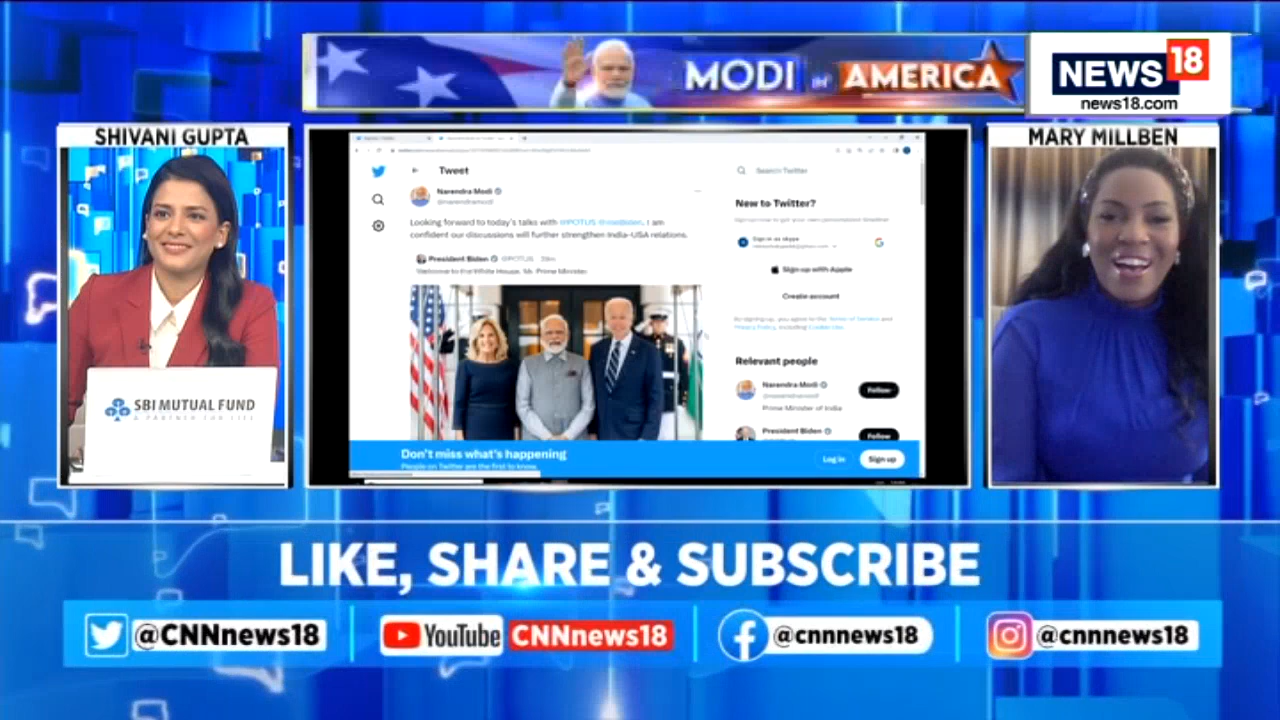 MODI IN AMERICA
NEWS 18
news18.com
SHIVANI GUPTA
MARY MILLBEN
SBI MUTUAL FUND
A PARTNER FOR LIFE
Tweet
Narendra Modi
@narendramodi
Looking forward to today's talks with @POTUS @JoeBiden. I am
confident our discussions will further strengthen India-USA relations.
President Biden @POTUS
Welcome to the White House, Mr. Prime Minister.
Search Twitter
New to Twitter?
Sign up with Apple
Create account
Relevant people
Narendra Modi
@narendramodi
Follow
Prime Minister of India
President Biden
Follow
Don't miss what's happening
People on Twitter are the first to know.
Log in
Sign up
LIKE, SHARE & SUBSCRIBE
@CNNnews18
YouTube CNNnews18
@cnnnews18
@cnnnews18